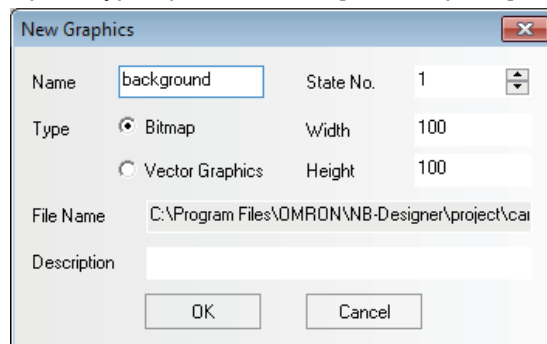 New Graphics
Name background State No. 1
Type Bitmap Width 100
Vector Graphics Height 100
File Name C:\Program Files\OMRON\NB-Designer\project\car
Description
OK Cancel